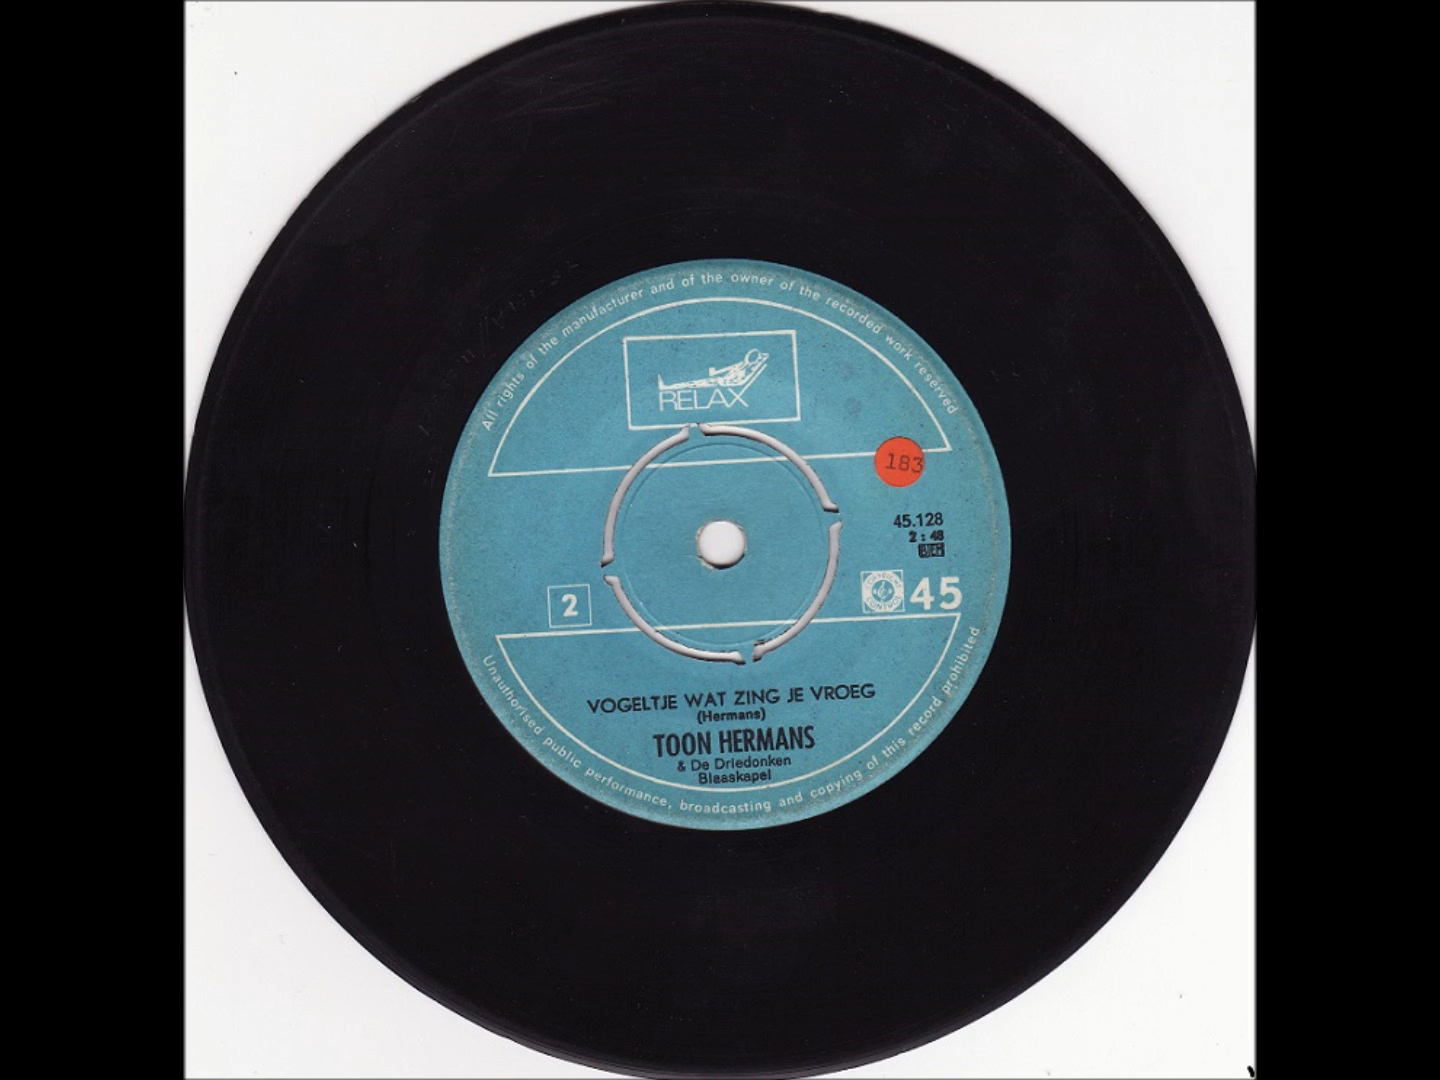 All rights of the manufacturer and of the owner of the recorded work reserved
RELAX
183
45.128
2:48
BIEM
2
45
VOGELTJE WAT ZING JE VROEG
(Hermans)
TOON HERMANS
& De Driedonken
Blaaskapel
Unauthorised public performance, broadcasting and copying of this record prohibited